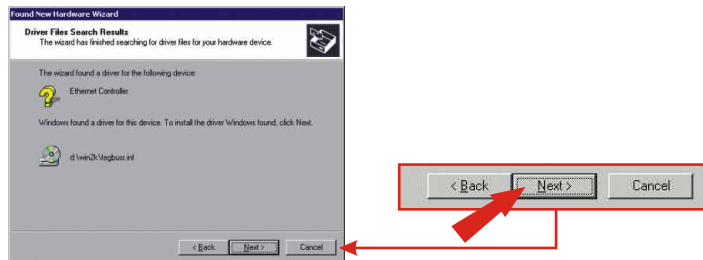 Found New Hardware Wizard
Driver Files Search Results
The wizard has finished searching for driver files for your hardware device.
The wizard found a driver for the following device:
Ethernet Controller
Windows found a driver for this device. To install the driver Windows found, click Next.
d:\win2k\tegbusr.inf
< Back Next > Cancel
< Back Next > Cancel